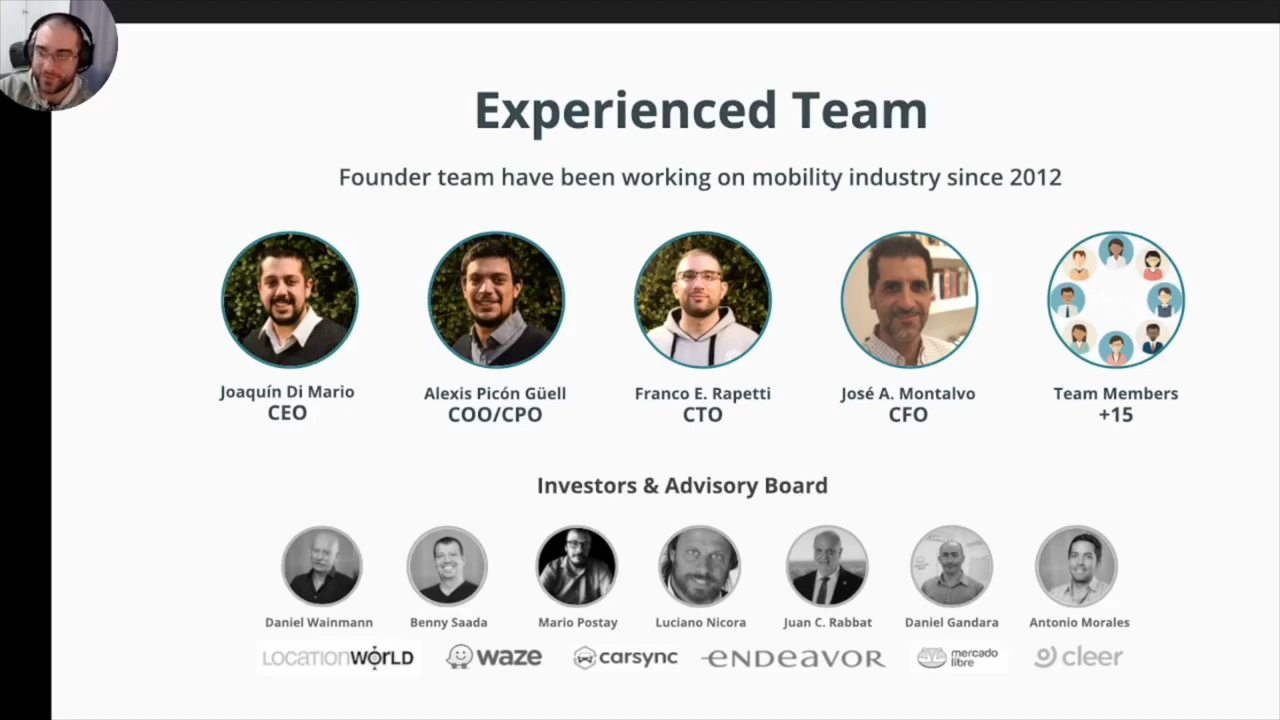 Experienced Team
Founder team have been working on mobility industry since 2012
Joaquín Di Mario
CEO
Alexis Picón Güell
COO/CPO
Franco E. Rapetti
CTO
José A. Montalvo
CFO
Team Members
+15
Investors & Advisory Board
Daniel Wainmann
Benny Saada
Mario Postay
Luciano Nicora
Juan C. Rabbat
Daniel Gandara
Antonio Morales
LOCATIONWORLD
waze
carsync
ENDEAVOR
mercado
libre
cleer